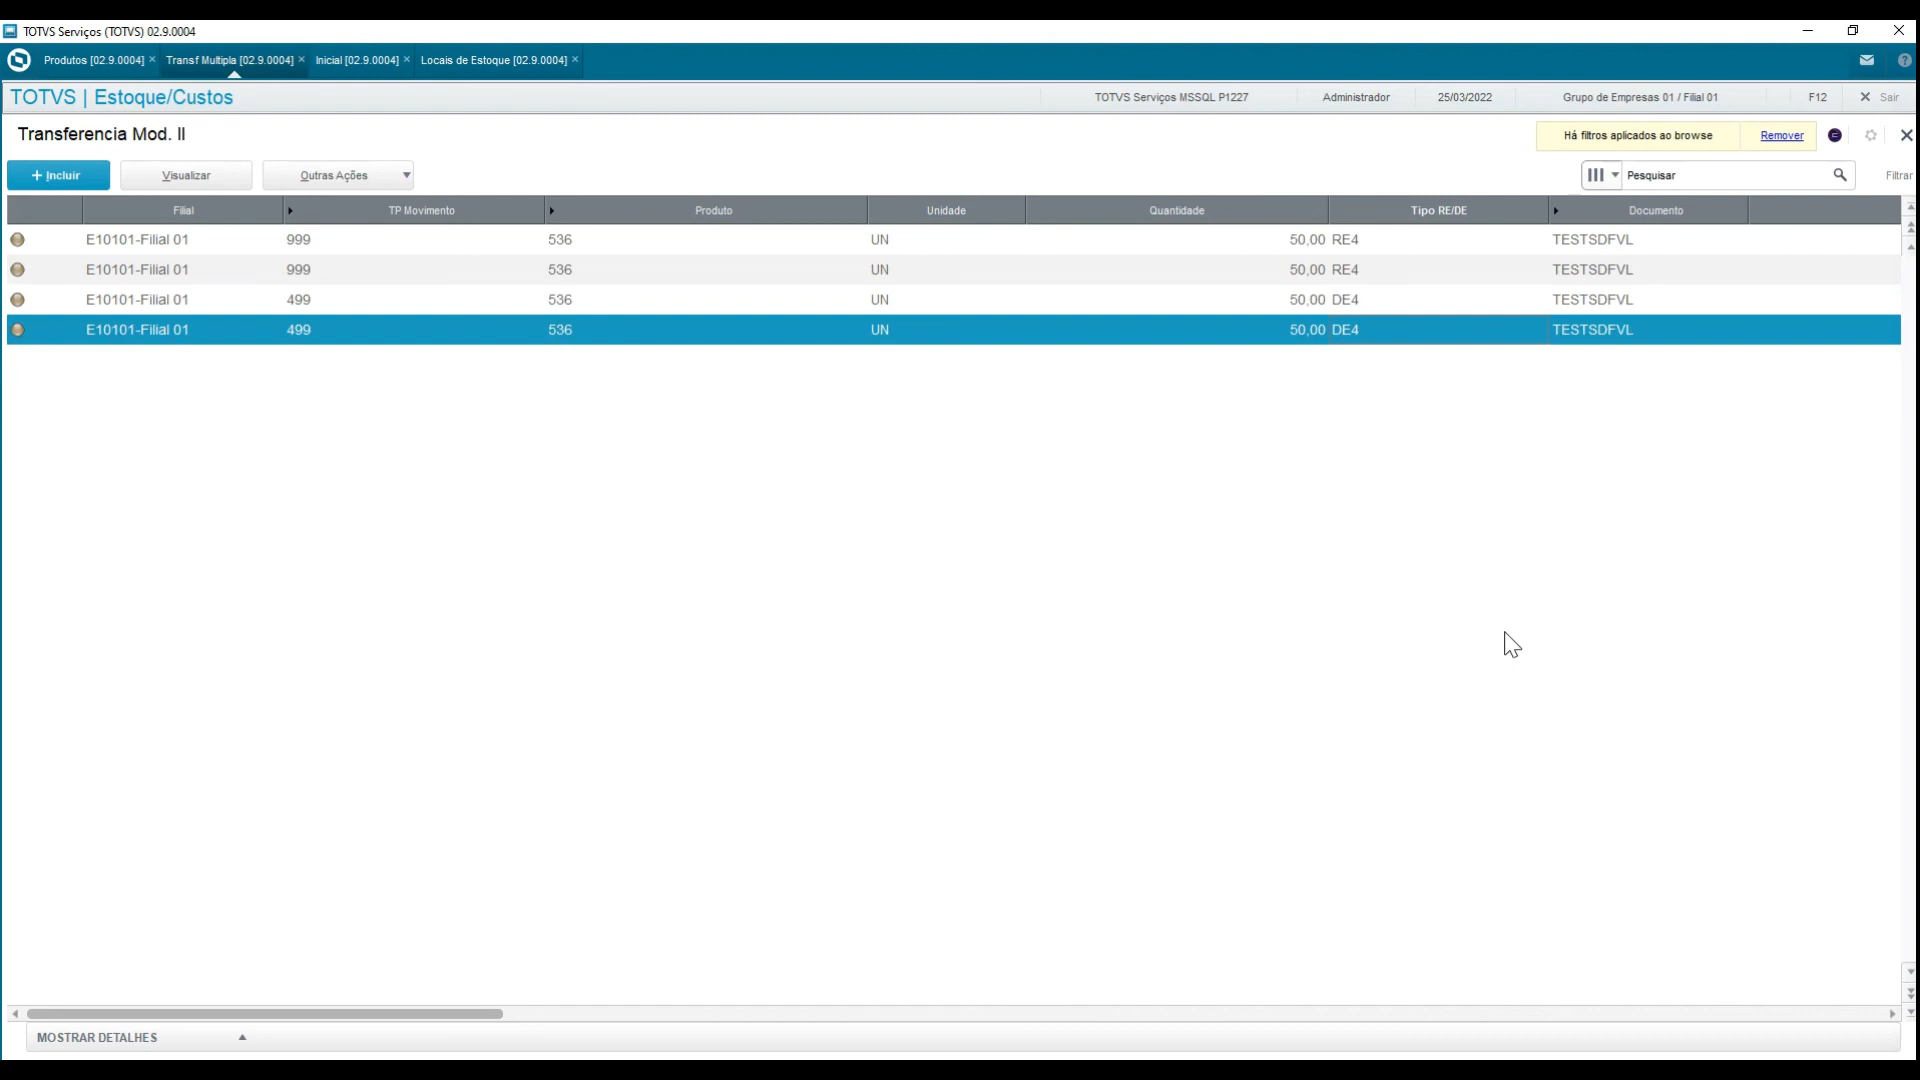 TOTVS Serviços (TOTVS) 02.9.0004
Produtos [02.9.0004] Transf Multipla [02.9.0004] Inicial [02.9.0004] Locais de Estoque [02.9.0004]
TOTVS | Estoque/Custos TOTVS Serviços MSSQL P1227 Administrador 25/03/2022 Grupo de Empresas 01 / Filial 01 F12 Sair
Transferencia Mod. II Há filtros aplicados ao browse Remover
+ Incluir Visualizar Outras Ações Pesquisar Filtrar
Filial TP Movimento Produto Unidade Quantidade Tipo RE/DE Documento
E10101-Filial 01 999 536 UN 50,00 RE4 TESTSDFVL
E10101-Filial 01 999 536 UN 50,00 RE4 TESTSDFVL
E10101-Filial 01 499 536 UN 50,00 DE4 TESTSDFVL
E10101-Filial 01 499 536 UN 50,00 DE4 TESTSDFVL
MOSTRAR DETALHES